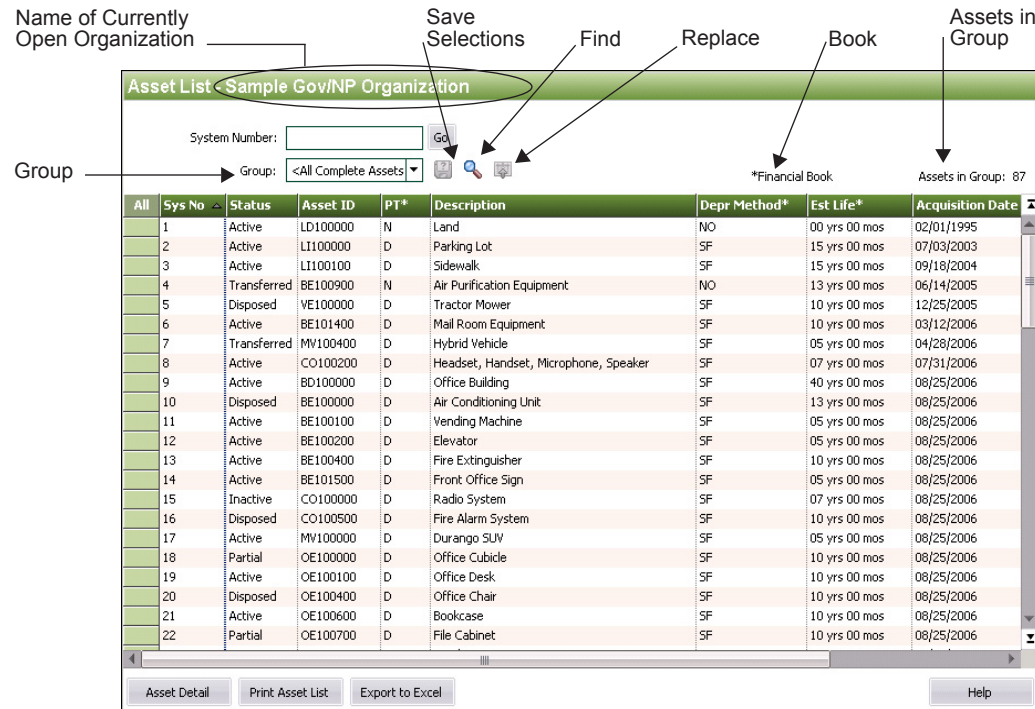 Name of Currently
Open Organization
Save
Selections
Find
Replace
Book
Assets in
Group
Asset List - Sample Gov/NP Organization
System Number: Go
Group
Group: <All Complete Assets
*Financial Book
Assets in Group: 87
All Sys No Status Asset ID PT* Description Depr Method* Est Life* Acquisition Date
1 Active LD100000 N Land NO 00 yrs 00 mos 02/01/1995
2 Active LI100000 D Parking Lot SF 15 yrs 00 mos 07/03/2003
3 Active LI100100 D Sidewalk SF 15 yrs 00 mos 09/18/2004
4 Transferred BE100900 N Air Purification Equipment NO 13 yrs 00 mos 06/14/2005
5 Disposed VE100000 D Tractor Mower SF 10 yrs 00 mos 12/25/2005
6 Active BE101400 D Mail Room Equipment SF 10 yrs 00 mos 03/12/2006
7 Transferred MV100400 D Hybrid Vehicle SF 05 yrs 00 mos 04/28/2006
8 Active CO100200 D Headset, Handset, Microphone, Speaker SF 07 yrs 00 mos 07/31/2006
9 Active BD100000 D Office Building SF 40 yrs 00 mos 08/25/2006
10 Disposed BE100000 D Air Conditioning Unit SF 13 yrs 00 mos 08/25/2006
11 Active BE100100 D Vending Machine SF 05 yrs 00 mos 08/25/2006
12 Active BE100200 D Elevator SF 05 yrs 00 mos 08/25/2006
13 Active BE100400 D Fire Extinguisher SF 10 yrs 00 mos 08/25/2006
14 Active BE101500 D Front Office Sign SF 05 yrs 00 mos 08/25/2006
15 Inactive CO100000 D Radio System SF 07 yrs 00 mos 08/25/2006
16 Disposed CO100500 D Fire Alarm System SF 10 yrs 00 mos 08/25/2006
17 Active MV100000 D Durango SUV SF 05 yrs 00 mos 08/25/2006
18 Partial OE100000 D Office Cubicle SF 10 yrs 00 mos 08/25/2006
19 Active OE100100 D Office Desk SF 10 yrs 00 mos 08/25/2006
20 Disposed OE100400 D Office Chair SF 10 yrs 00 mos 08/25/2006
21 Active OE100600 D Bookcase SF 10 yrs 00 mos 08/25/2006
22 Partial OE100700 D File Cabinet SF 10 yrs 00 mos 08/25/2006
Asset Detail Print Asset List Export to Excel Help